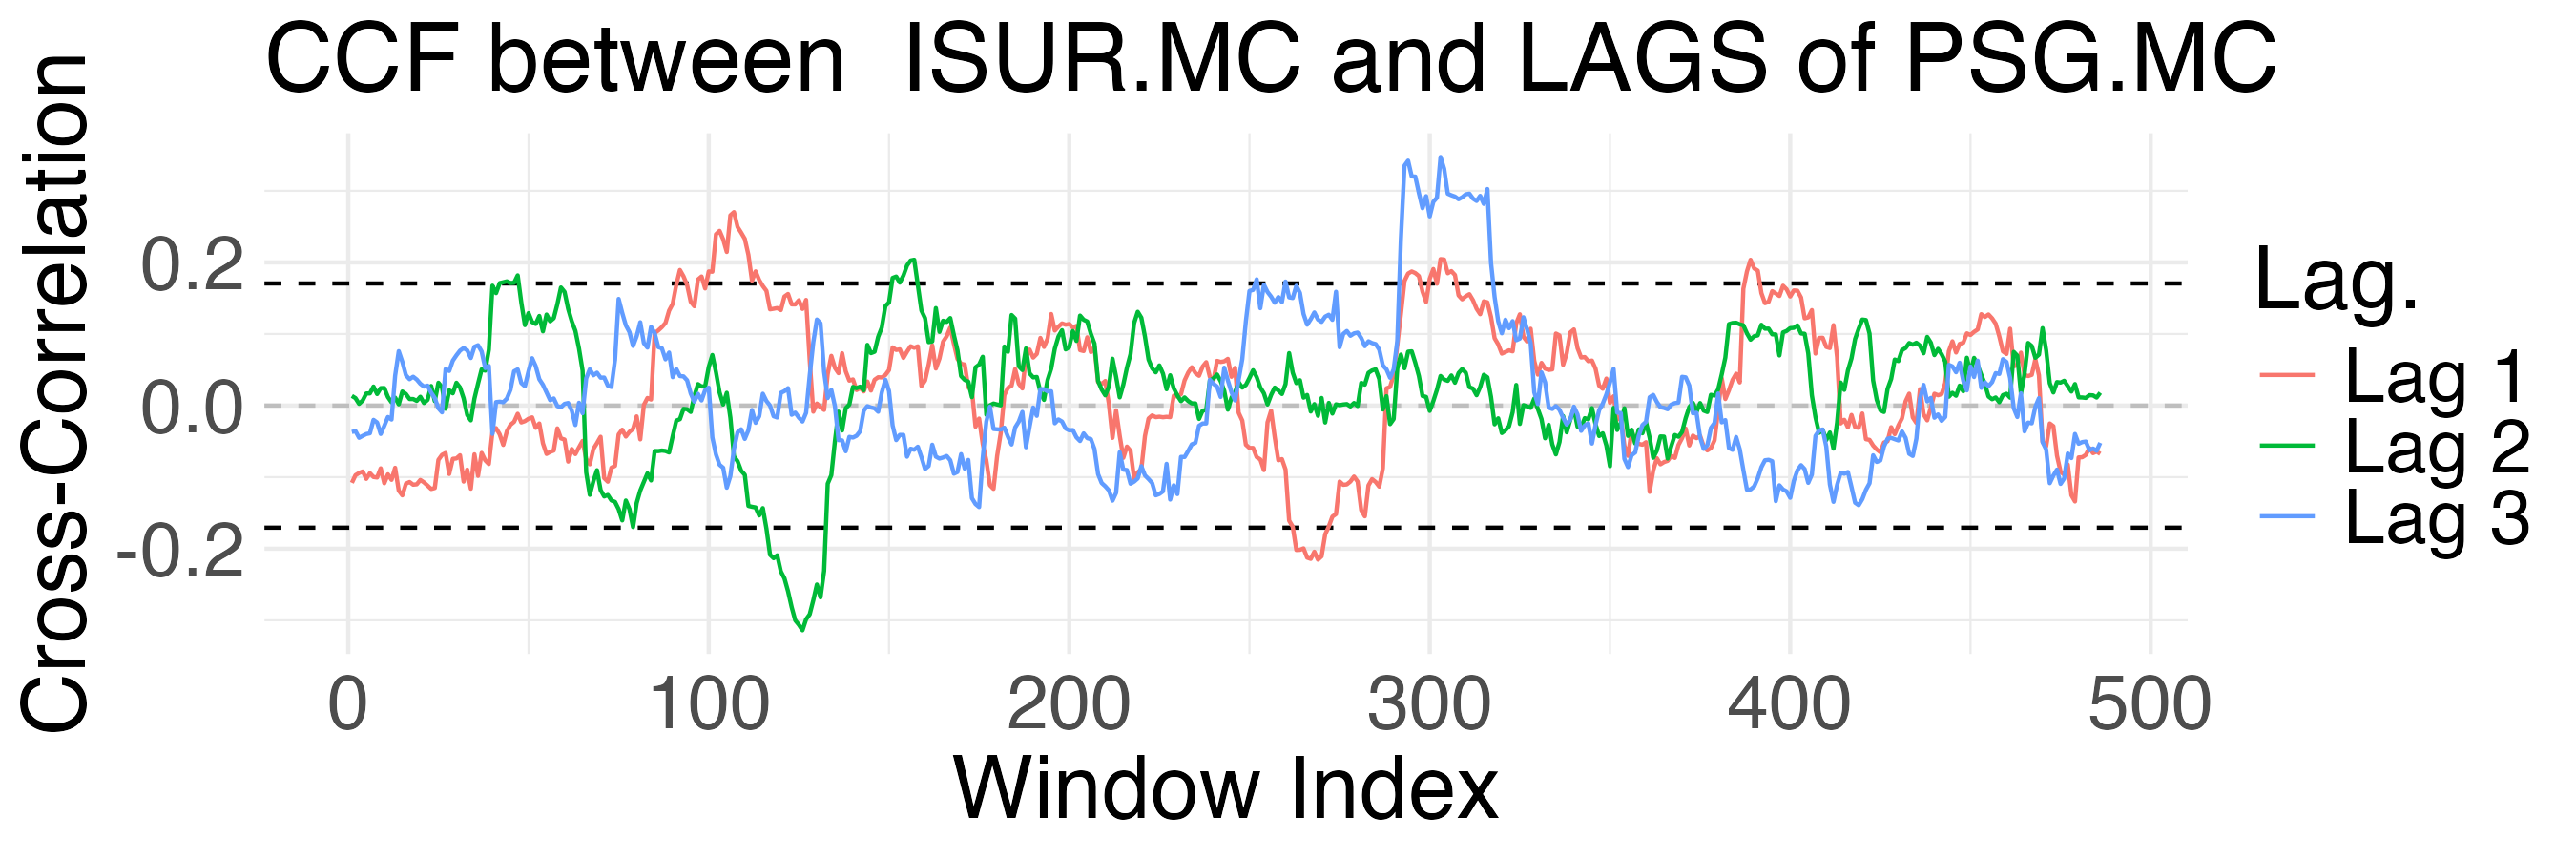 CCF between  ISUR.MC and LAGS of PSG.MC
Cross-Correlation
0.2
0.0
-0.2
0 100 200 300 400 500
Window Index
Lag.
Lag 1
Lag 2
Lag 3